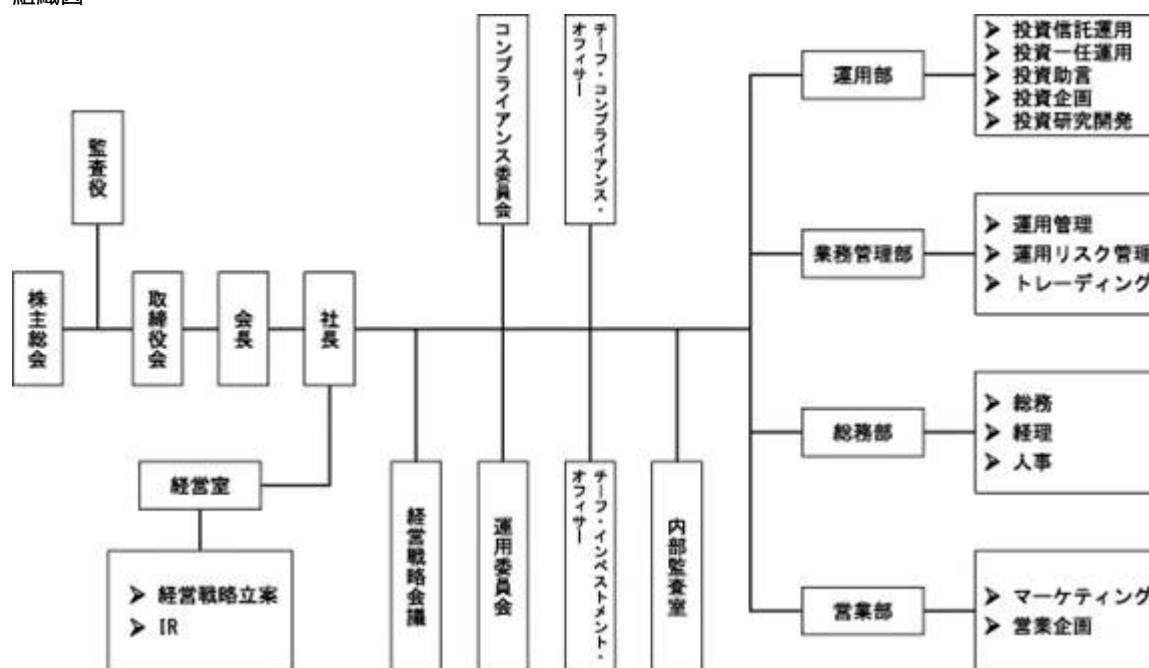 組織図
監査役
株主総会
取締役会
会長
社長
経営室
➤ 経営戦略立案
➤ IR
コンプライアンス委員会
チーフ・コンプライアンス・
オフィサー
経営戦略会議
運用委員会
チーフ・インベストメント・
オフィサー
内部監査室
運用部
➤ 投資信託運用
➤ 投資一任運用
➤ 投資助言
➤ 投資企画
➤ 投資研究開発
業務管理部
➤ 運用管理
➤ 運用リスク管理
➤ トレーディング
総務部
➤ 総務
➤ 経理
➤ 人事
営業部
➤ マーケティング
➤ 営業企画